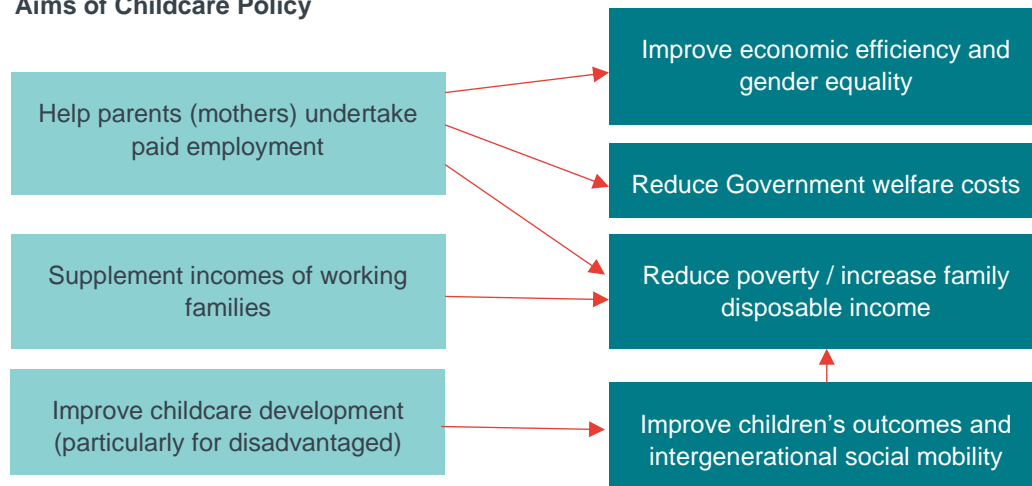 Aims of Childcare Policy
Help parents (mothers) undertake
paid employment
Supplement incomes of working
families
Improve childcare development
(particularly for disadvantaged)
Improve economic efficiency and
gender equality
Reduce Government welfare costs
Reduce poverty / increase family
disposable income
Improve children’s outcomes and
intergenerational social mobility